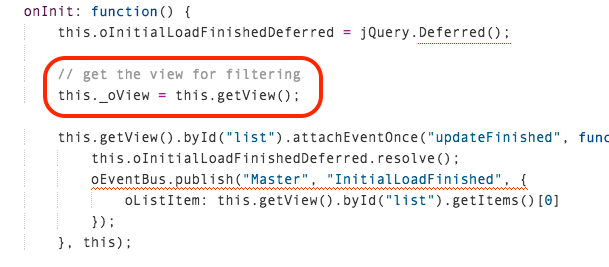 onInit: function() {
this.oInitialLoadFinishedDeferred = jQuery.Deferred();
// get the view for filtering
this._oView = this.getView();
this.getView().byId("list").attachEventOnce("updateFinished", func
this.oInitialLoadFinishedDeferred.resolve();
oEventBus.publish("Master", "InitialLoadFinished", {
oListItem: this.getView().byId("list").getItems()[0]
});
}, this);